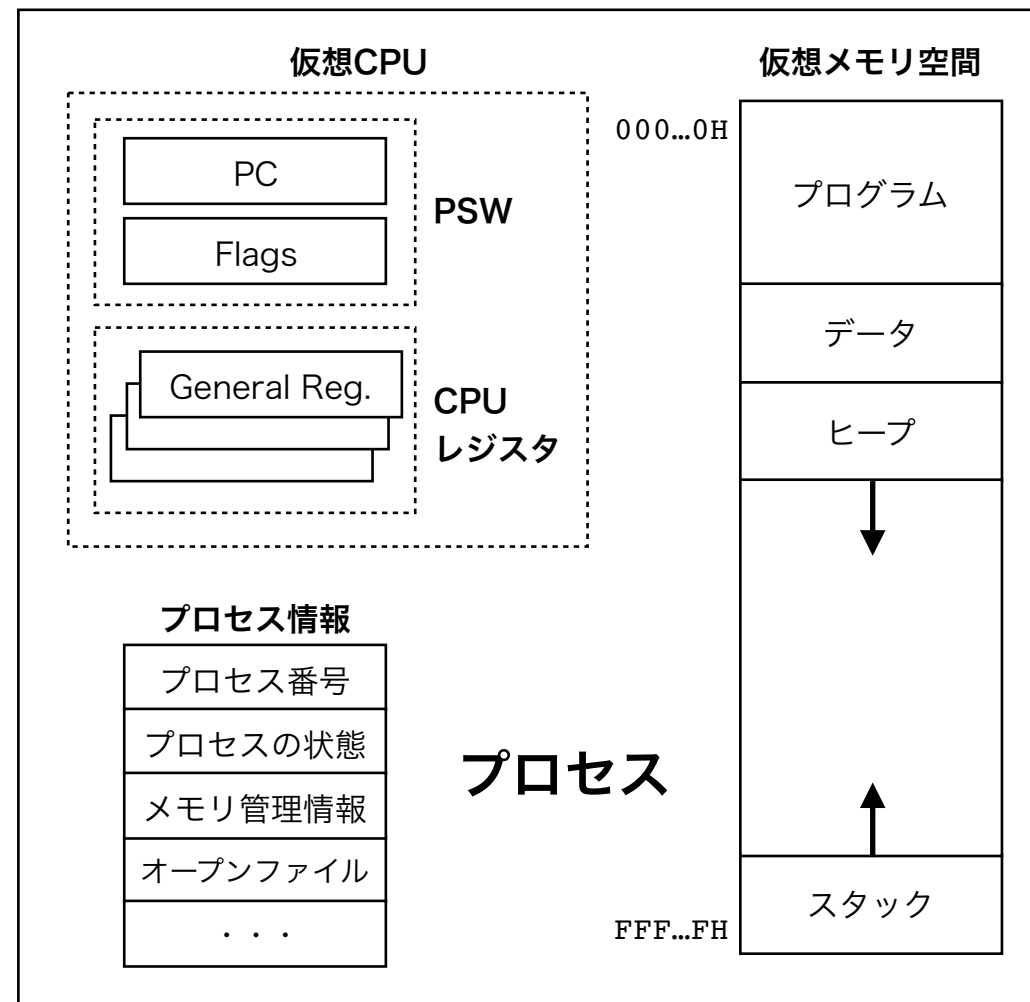 仮想CPU
PC
Flags
PSW
General Reg.
CPU
レジスタ
プロセス情報
プロセス番号
プロセスの状態
メモリ管理情報
オープンファイル
・・・
プロセス
仮想メモリ空間
000…0H
プログラム
データ
ヒープ
スタック
FFF…FH